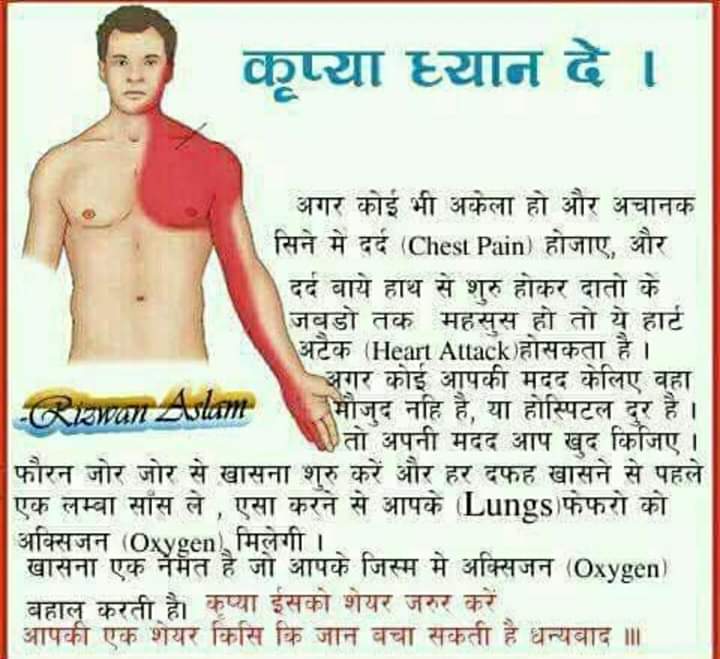 कृप्या ध्यान दे ।
अगर कोई भी अकेला हो और अचानक
सिने मे दर्द (Chest Pain) होजाए, और
दर्द बाये हाथ से शुरु होकर दातो के
जबडो तक महसुस हो तो ये हार्ट
अटैक (Heart Attack)होसकता है ।
अगर कोई आपकी मदद केलिए वहा
मौजुद नहि है, या होस्पिटल दुर है ।
तो अपनी मदद आप खुद किजिए ।
-Rizwan Aslam
फौरन जोर जोर से खासना शुरु करें और हर दफह खासने से पहले
एक लम्बा साँस ले , एसा करने से आपके (Lungs)फेफरो को
अक्सिजन (Oxygen) मिलेगी ।
खासना एक नेमत है जो आपके जिस्म मे अक्सिजन (Oxygen)
बहाल करती है। कृप्या ईसको शेयर जरुर करें
आपकी एक शेयर किसि कि जान बचा सकती है धन्यबाद ॥।